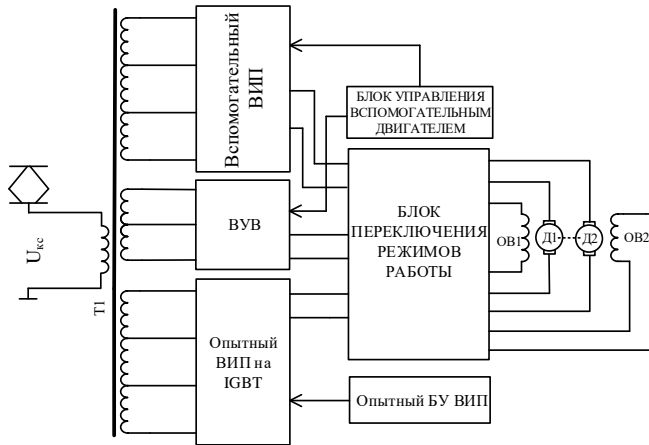 Вспомогательный
ВИП
БЛОК УПРАВЛЕНИЯ
ВСПОМОГАТЕЛЬНЫМ
ДВИГАТЕЛЕМ
Uкс
Т1
ВУВ
БЛОК
ПЕРЕКЛЮЧЕНИЯ
РЕЖИМОВ
РАБОТЫ
ОВ1
Д1
Д2
ОВ2
Опытный
ВИП на
IGBT
Опытный БУ ВИП